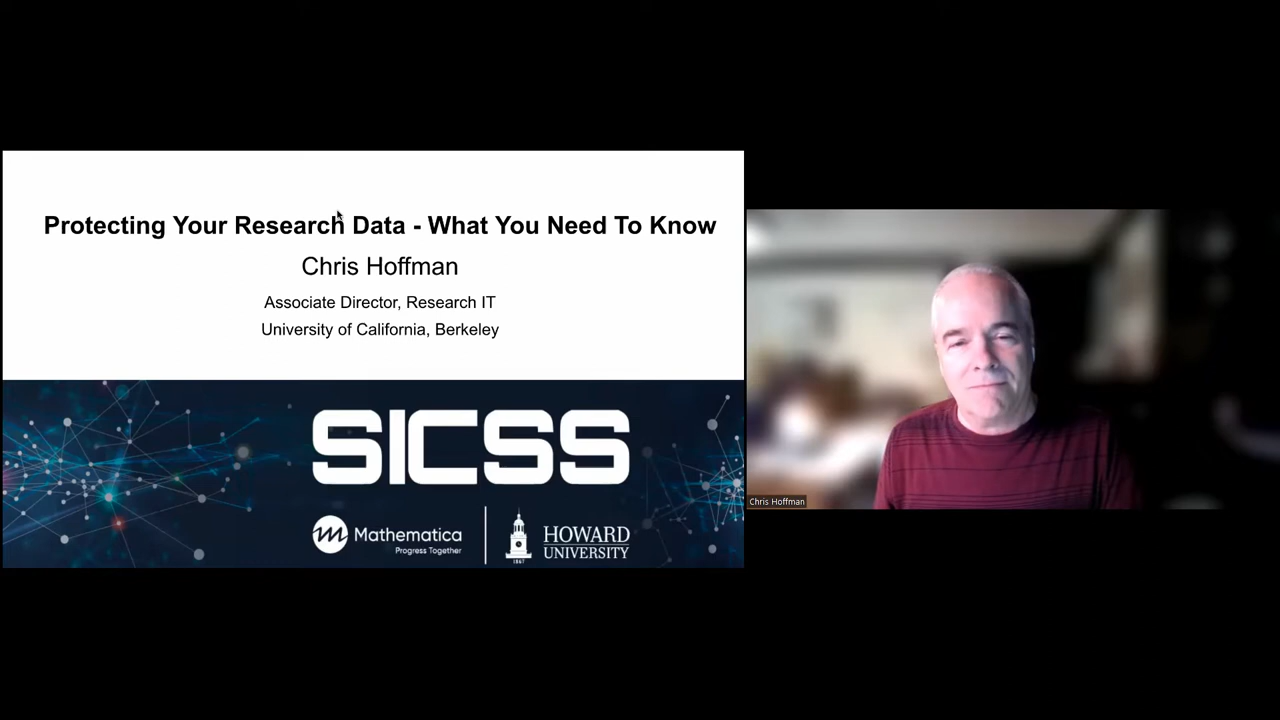 Protecting Your Research Data - What You Need To Know
Chris Hoffman
Associate Director, Research IT
University of California, Berkeley
SICSS
Mathematica
Progress Together
HOWARD
UNIVERSITY
1867
Chris Hoffman